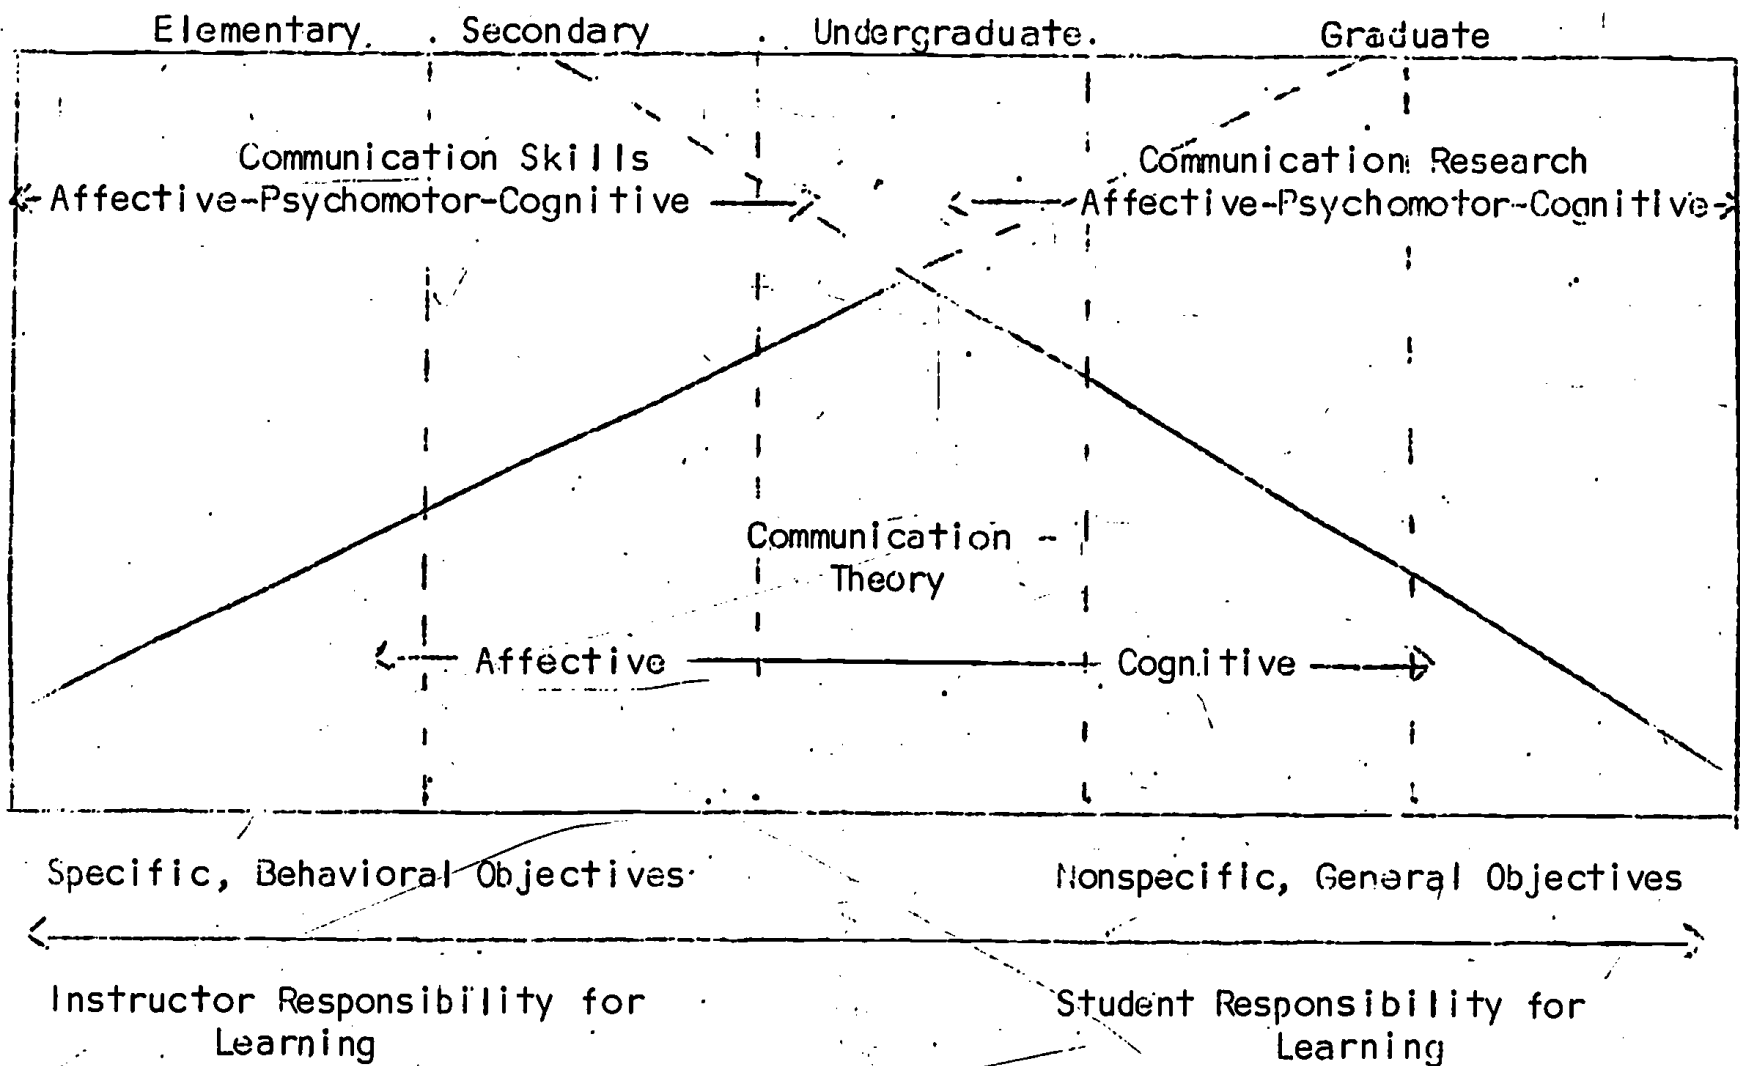 Elementary Secondary Undergraduate Graduate
Communication Skills
Affective-Psychomotor-Cognitive
Communication Research
Affective-Psychomotor-Cognitive
Communication
Theory
Affective Cognitive
Specific, Behavioral Objectives
Nonspecific, General Objectives
Instructor Responsibility for
Learning
Student Responsibility for
Learning